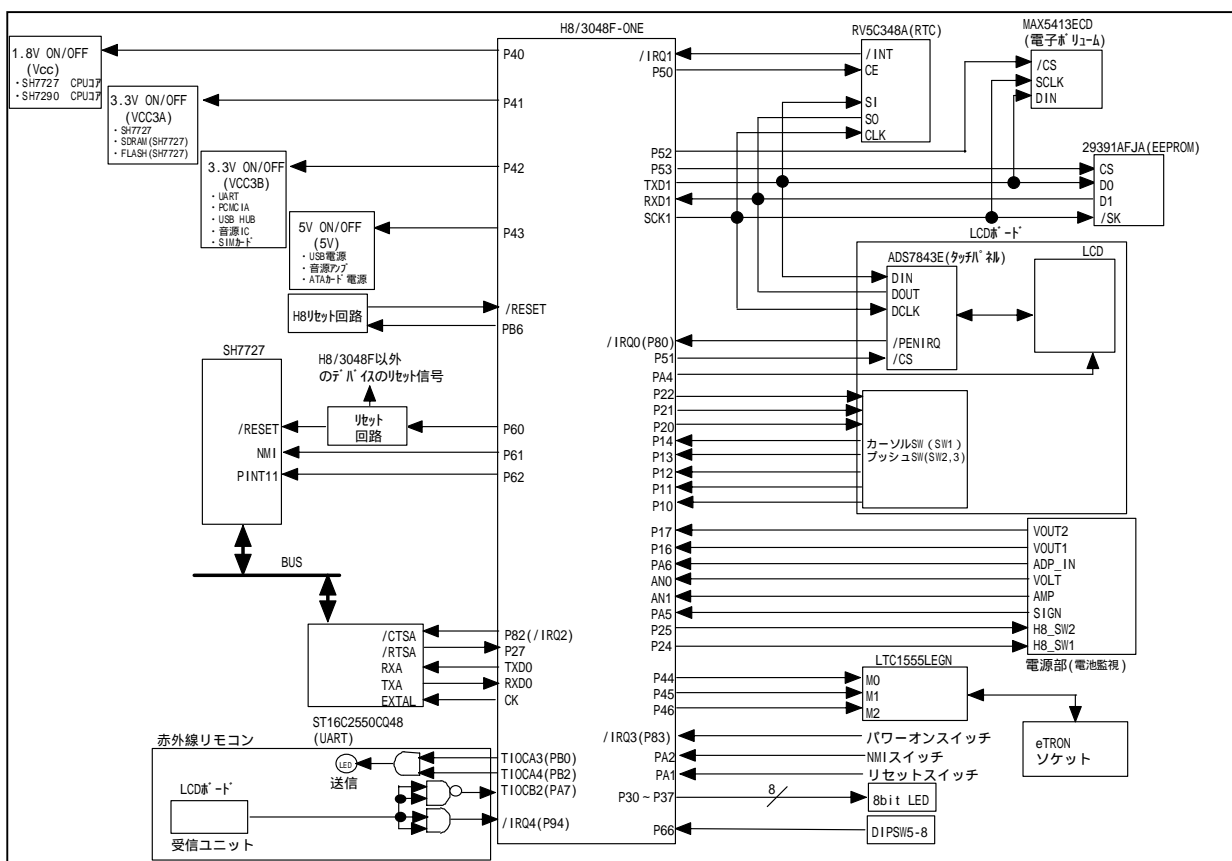 H8/3048F-ONE
1.8V ON/OFF
(Vcc)
・SH7727 CPUコア
・SH7290 CPUコア
3.3V ON/OFF
(VCC3A)
・SH7727
・SDRAM(SH7727)
・FLASH(SH7727)
3.3V ON/OFF
(VCC3B)
・UART
・PCMCIA
・USB HUB
・音源IC
・SIMカード
5V ON/OFF
(5V)
・USB電源
・音源アンプ
・ATAカード電源
H8リセット回路
SH7727
H8/3048F以外
のデバイスのリセット信号
リセット
回路
/RESET
NMI
PINT11
BUS
/CTSA
/RTSA
RXA
TXA
EXTAL
ST16C2550CQ48
(UART)
赤外線リモコン
LED
送信
LCDボード
受信ユニット
P40
P41
P42
P43
/RESET
PB6
P60
P61
P62
P82(/IRQ2)
P27
TXD0
RXD0
CK
TIOCA3(PB0)
TIOCA4(PB2)
TIOCB2(PA7)
/IRQ4(P94)
/IRQ1
P50
P52
P53
TXD1
RXD1
SCK1
/IRQ0(P80)
P51
PA4
P22
P21
P20
P14
P13
P12
P11
P10
P17
P16
PA6
AN0
AN1
PA5
P25
P24
P44
P45
P46
/IRQ3(P83)
PA2
PA1
P30～P37
P66
RV5C348A(RTC)
/INT
CE
SI
SO
CLK
MAX5413ECD
(電子ボリューム)
/CS
SCLK
DIN
29391AFJA(EEPROM)
CS
D0
D1
/SK
LCDボード
ADS7843E(タッチパネル)
DIN
DOUT
DCLK
/PENIRQ
/CS
LCD
カーソルSW(SW1)
プッシュSW(SW2,3)
VOUT2
VOUT1
ADP_IN
VOLT
AMP
SIGN
H8_SW2
H8_SW1
電源部(電池監視)
LTC1555LEGN
M0
M1
M2
eTRON
ソケット
パワーオンスイッチ
NMIスイッチ
リセットスイッチ
8
8bit LED
DIPSW5-8